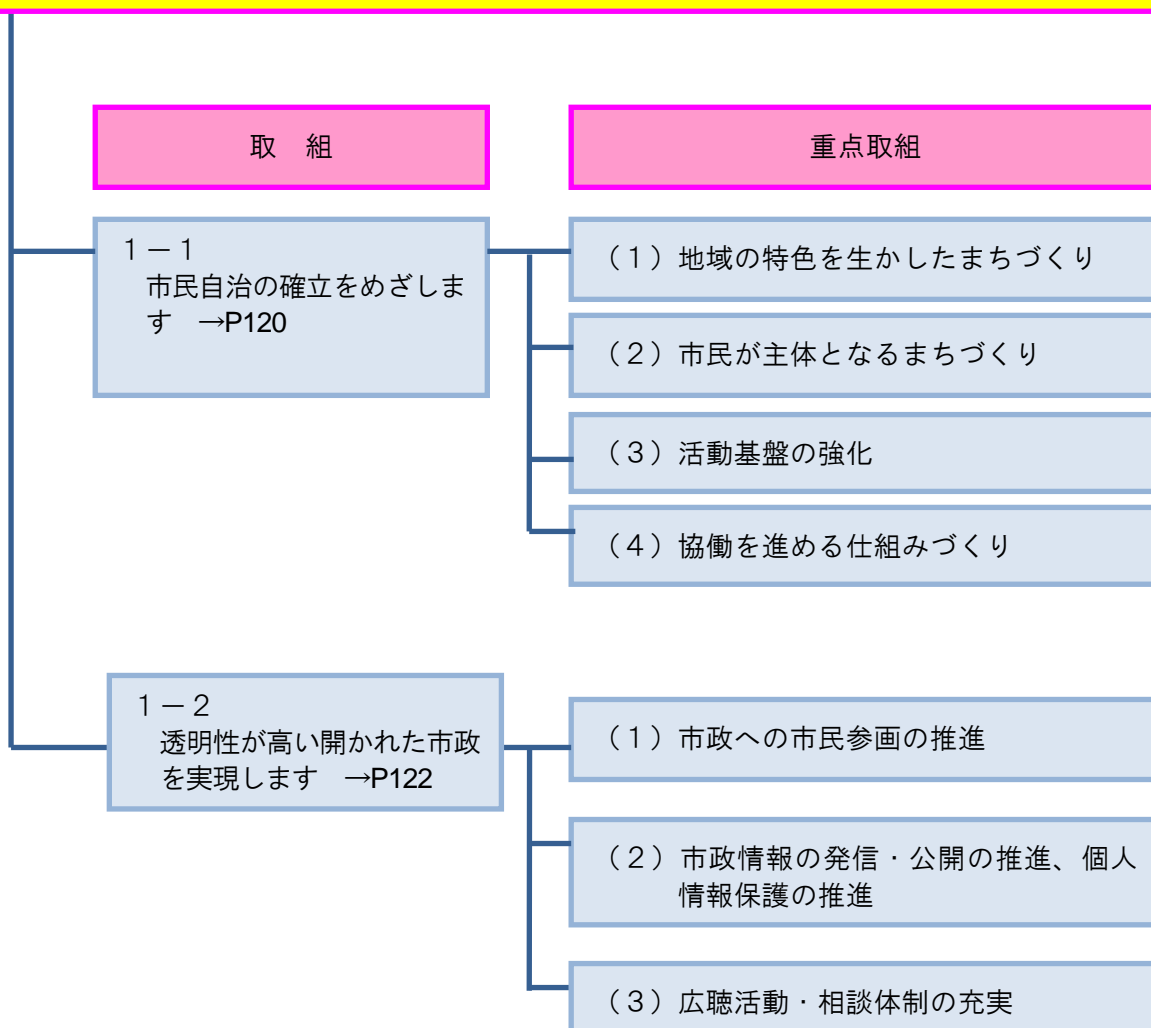 取　組
重点取組
１－１
市民自治の確立をめざしま
す　→P120
（１）地域の特色を生かしたまちづくり
（２）市民が主体となるまちづくり
（３）活動基盤の強化
（４）協働を進める仕組みづくり
１－２
透明性が高い開かれた市政
を実現します　→P122
（１）市政への市民参画の推進
（２）市政情報の発信・公開の推進、個人
情報保護の推進
（３）広聴活動・相談体制の充実